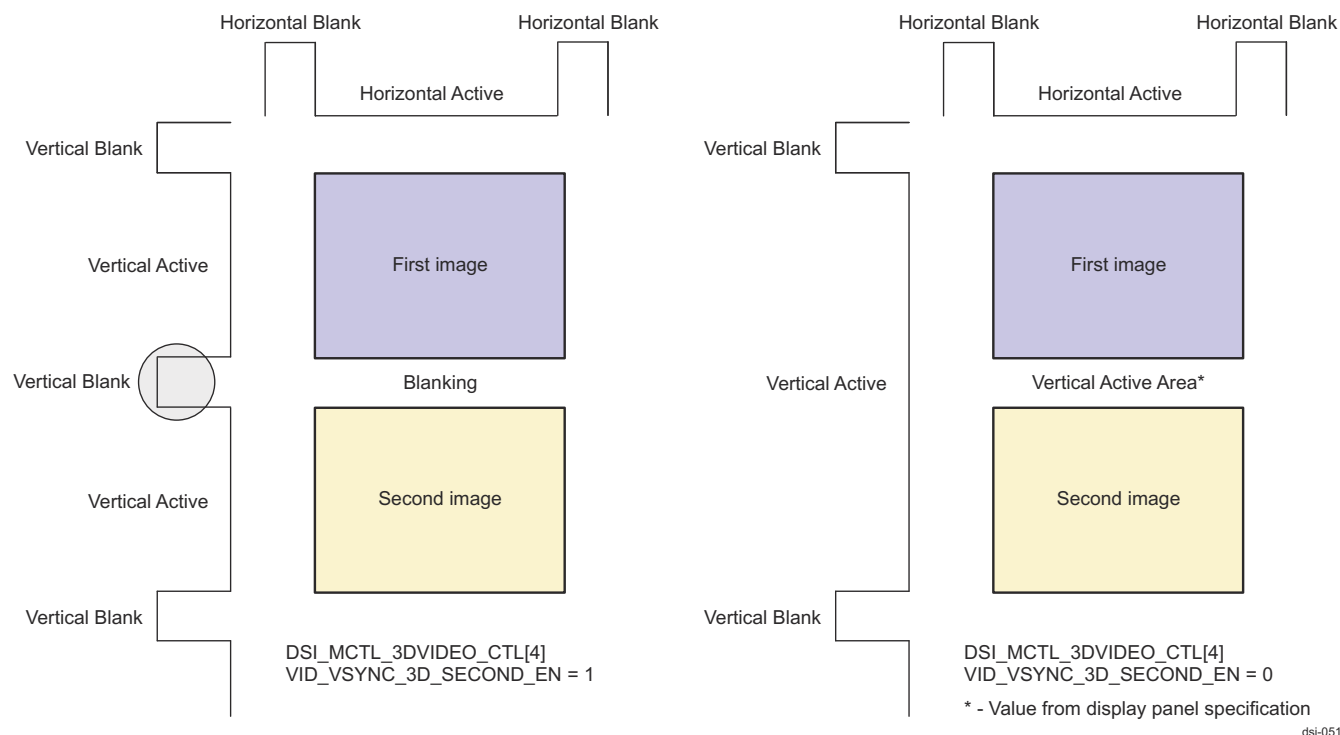 Horizontal Blank
Horizontal Blank
Horizontal Active
Vertical Blank
First image
Vertical Active
Vertical Blank
Blanking
Second image
Vertical Active
Vertical Blank
DSI_MCTL_3DVIDEO_CTL[4]
VID_VSYNC_3D_SECOND_EN = 1
Horizontal Blank
Horizontal Blank
Horizontal Active
Vertical Blank
First image
Vertical Active
Vertical Active Area*
Second image
Vertical Blank
DSI_MCTL_3DVIDEO_CTL[4]
VID_VSYNC_3D_SECOND_EN = 0
* - Value from display panel specification
dsi-051